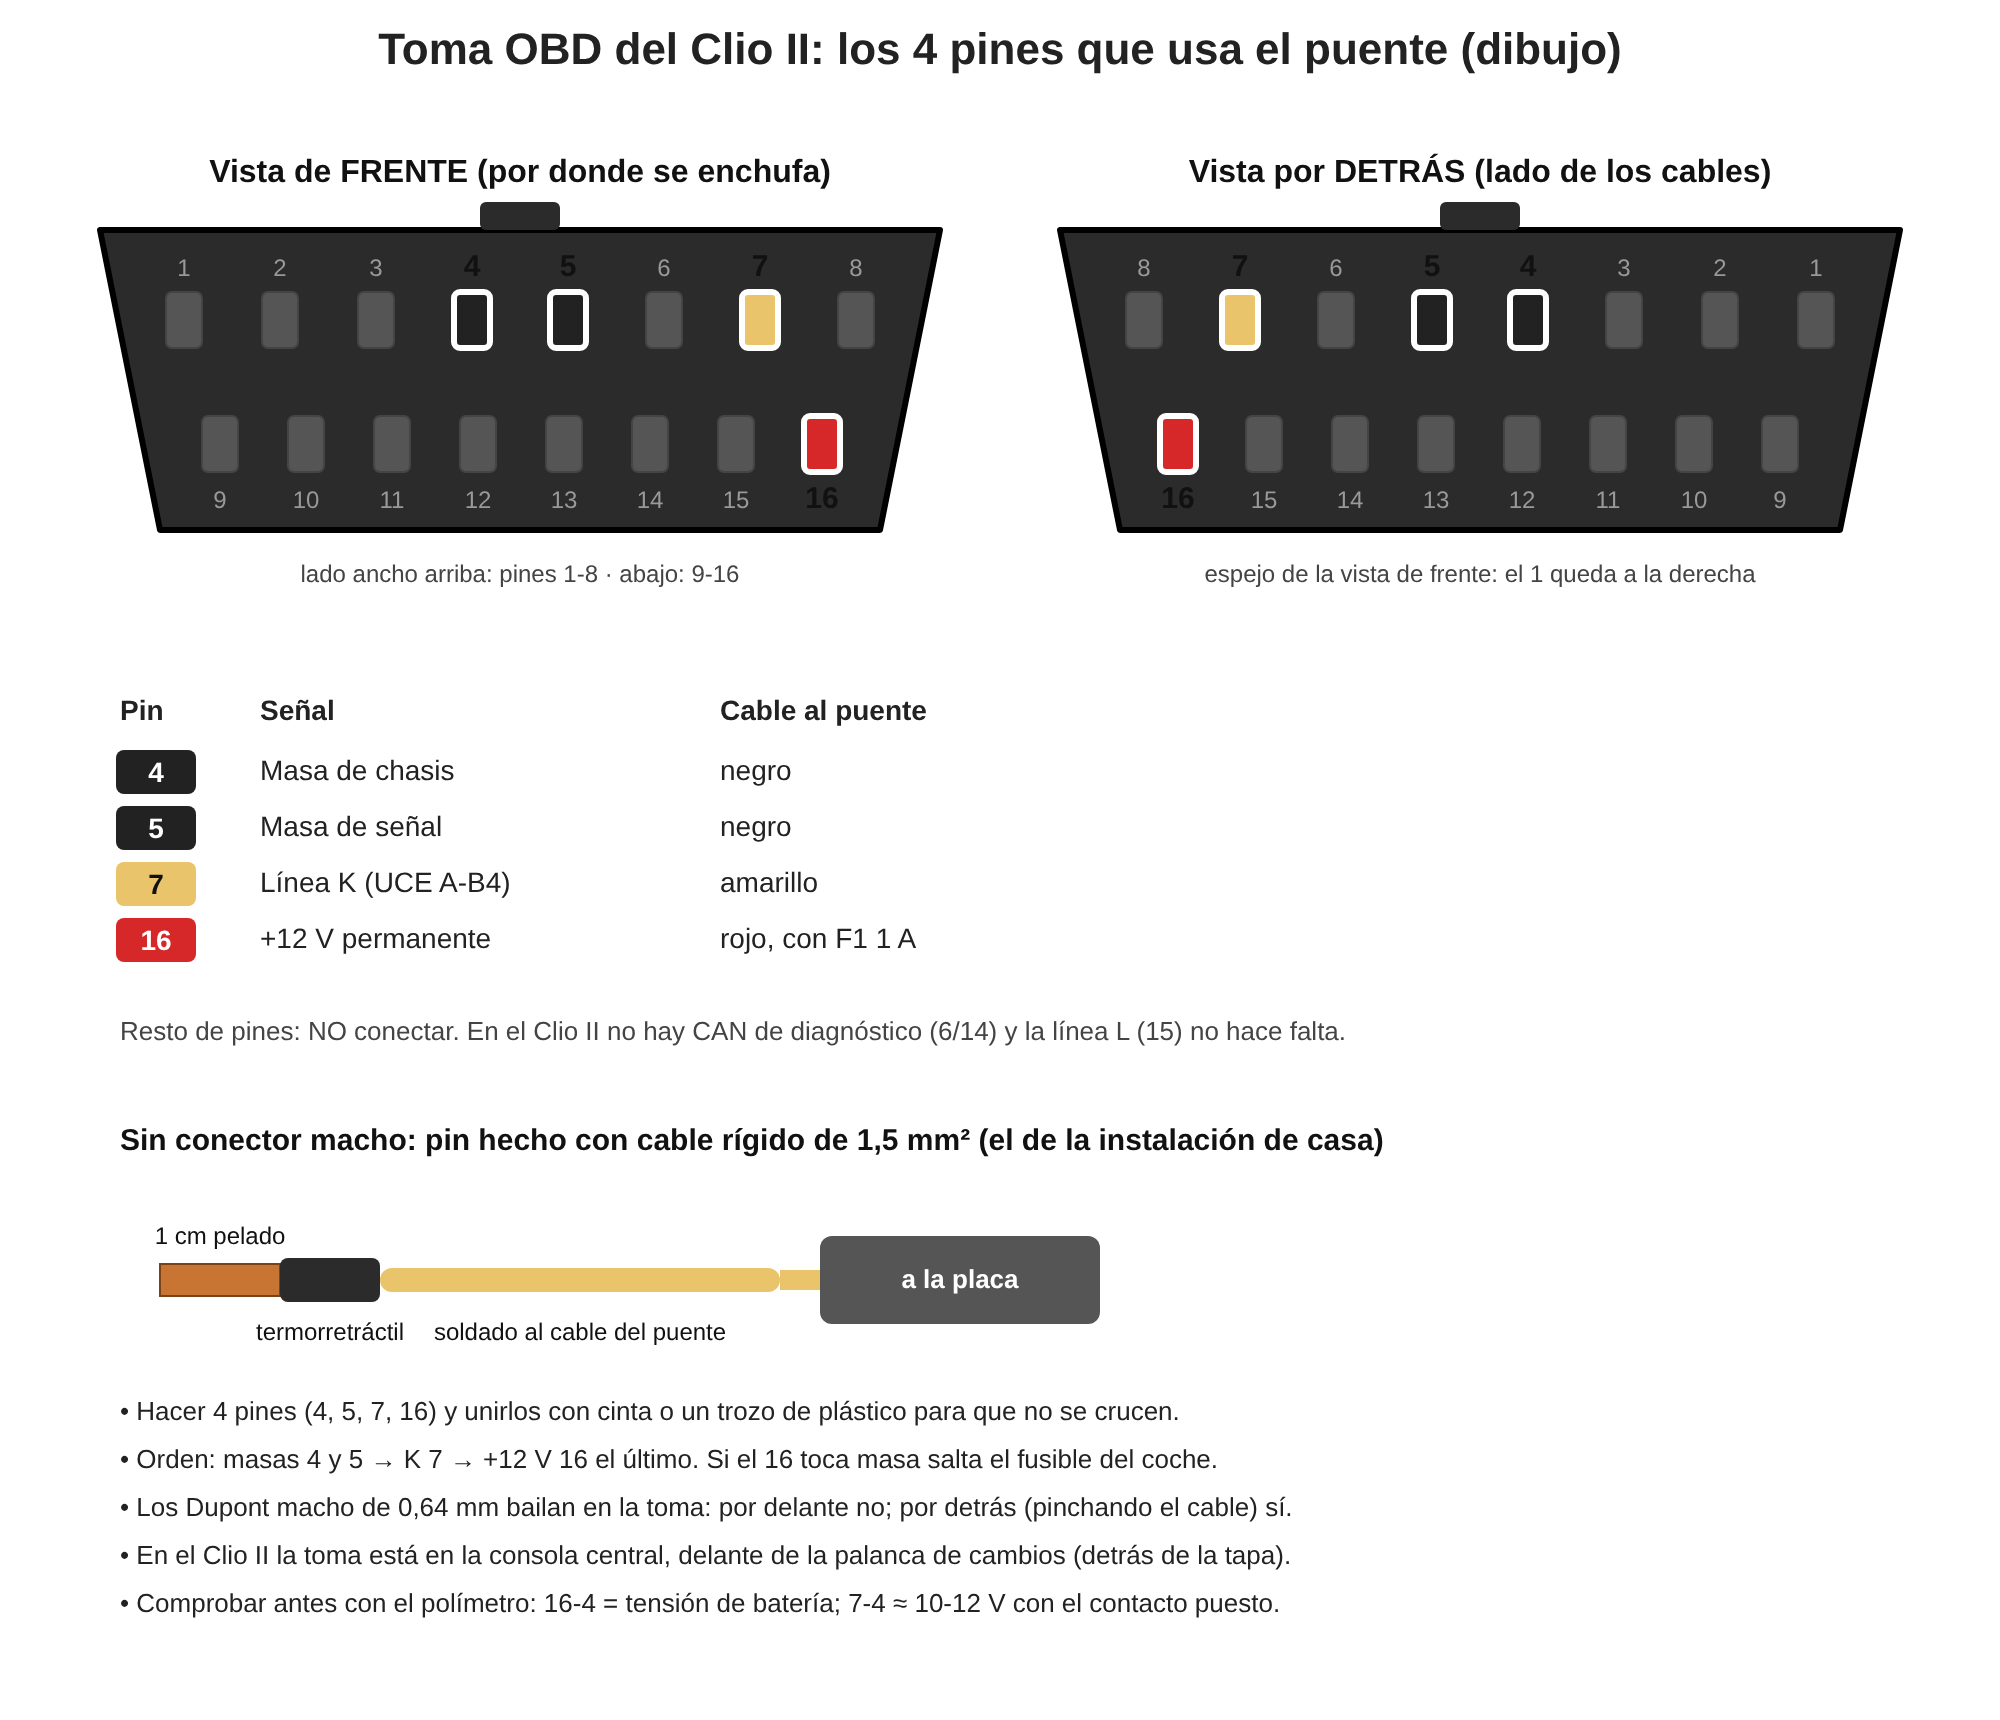 Toma OBD del Clio II: los 4 pines que usa el puente (dibujo)
Vista de FRENTE (por donde se enchufa)
1 2 3 4 5 6 7 8
9 10 11 12 13 14 15 16
lado ancho arriba: pines 1-8 · abajo: 9-16
Vista por DETRÁS (lado de los cables)
8 7 6 5 4 3 2 1
16 15 14 13 12 11 10 9
espejo de la vista de frente: el 1 queda a la derecha
Pin Señal Cable al puente
4 Masa de chasis negro
5 Masa de señal negro
7 Línea K (UCE A-B4) amarillo
16 +12 V permanente rojo, con F1 1 A
Resto de pines: NO conectar. En el Clio II no hay CAN de diagnóstico (6/14) y la línea L (15) no hace falta.
Sin conector macho: pin hecho con cable rígido de 1,5 mm² (el de la instalación de casa)
1 cm pelado
a la placa
termorretráctil soldado al cable del puente
• Hacer 4 pines (4, 5, 7, 16) y unirlos con cinta o un trozo de plástico para que no se crucen.
• Orden: masas 4 y 5 → K 7 → +12 V 16 el último. Si el 16 toca masa salta el fusible del coche.
• Los Dupont macho de 0,64 mm bailan en la toma: por delante no; por detrás (pinchando el cable) sí.
• En el Clio II la toma está en la consola central, delante de la palanca de cambios (detrás de la tapa).
• Comprobar antes con el polímetro: 16-4 = tensión de batería; 7-4 ≈ 10-12 V con el contacto puesto.